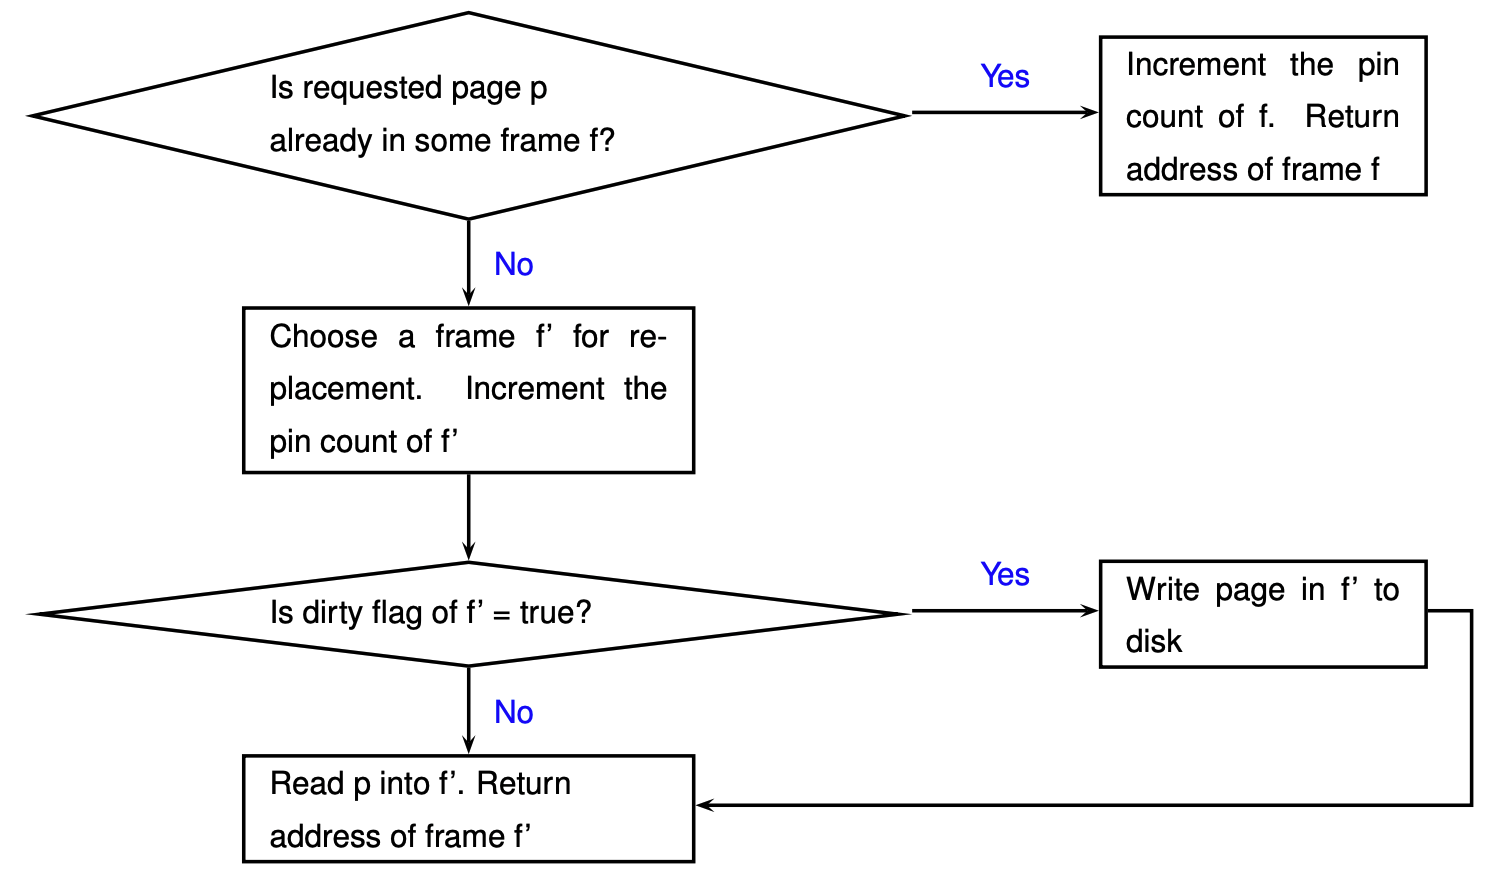 Is requested page p
already in some frame f?
Yes
Increment the pin
count of f. Return
address of frame f
No
Choose a frame f’ for re-
placement. Increment the
pin count of f’
Is dirty flag of f’ = true?
Yes
Write page in f’ to
disk
No
Read p into f’. Return
address of frame f’